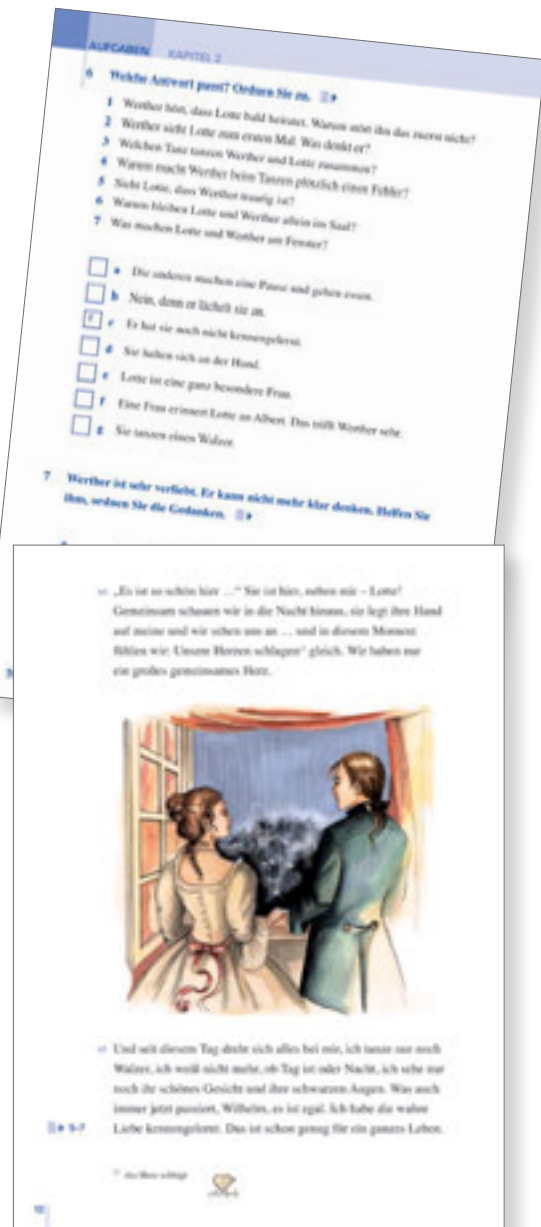 AUFGABEN KAPITEL 2
6 Welche Antwort passt? Ordnen Sie zu.
1 Werther hört, dass Lotte bald heiratet. Warum stört ihn das zuerst nicht?
2 Werther sieht Lotte zum ersten Mal. Was denkt er?
3 Welchen Tanz tanzen Werther und Lotte zusammen?
4 Warum macht Werther beim Tanzen plötzlich einen Fehler?
5 Sieht Lotte, dass Werther traurig ist?
6 Warum bleiben Lotte und Werther allein im Saal?
7 Was machen Lotte und Werther am Fenster?
a Die anderen machen eine Pause und gehen essen.
b Nein, denn er lächelt sie an.
c Er hat sie noch nicht kennengelernt.
d Sie halten sich an der Hand.
e Lotte ist eine ganz besondere Frau.
f Eine Frau erinnert Lotte an Albert. Das trifft Werther sehr.
g Sie tanzen einen Walzer.
7 Werther ist sehr verliebt. Er kann nicht mehr klar denken. Helfen Sie
ihm, ordnen Sie die Gedanken.
„Es ist so schön hier …“ Sie ist hier, neben mir – Lotte!
Gemeinsam schauen wir in die Nacht hinaus, sie legt ihre Hand
auf meine und wir sehen uns an … und in diesem Moment
fühlen wir: Unsere Herzen schlagen gleich. Wir haben nur
ein großes gemeinsames Herz.
Und seit diesem Tag dreht sich alles bei mir, ich tanze nur noch
Walzer, ich weiß nicht mehr, ob Tag ist oder Nacht, ich sehe nur
noch ihr schönes Gesicht und ihre schwarzen Augen. Was auch
immer jetzt passiert, Wilhelm, es ist egal. Ich habe die wahre
5-7 Liebe kennengelernt. Das ist schon genug für ein ganzes Leben.
das Herz schlägt